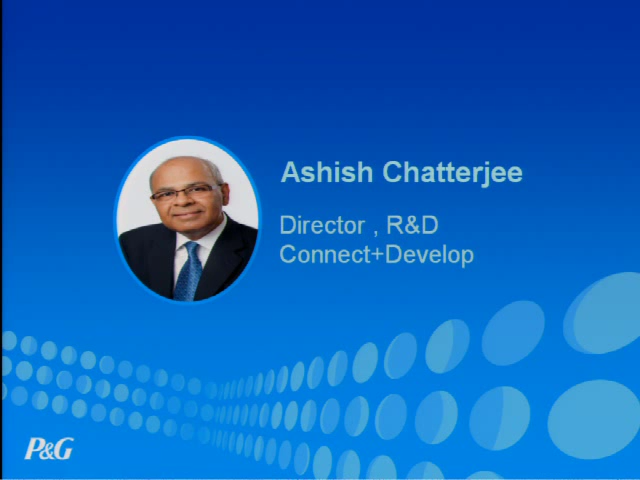 Ashish Chatterjee
Director , R&D
Connect+Develop
P&G